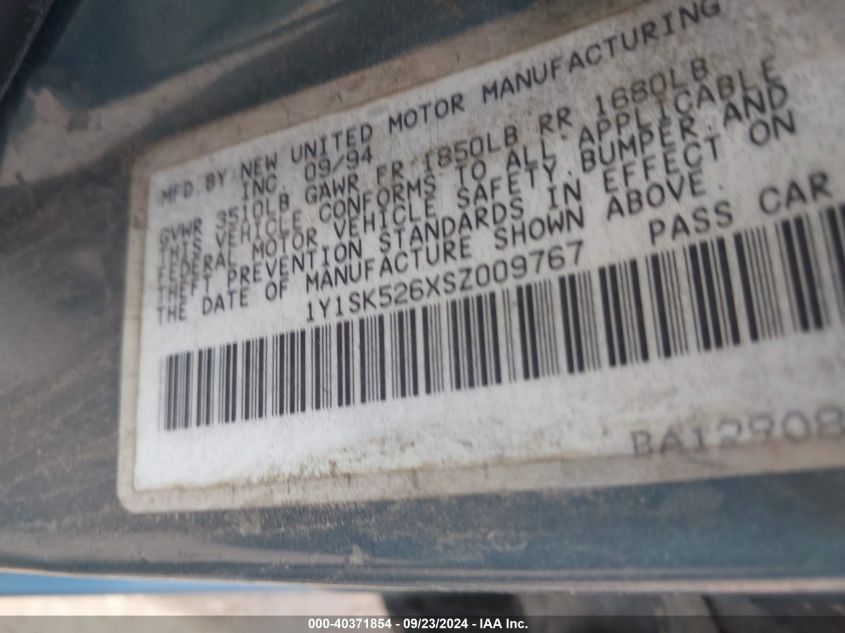 MFD. BY: NEW UNITED MOTOR MANUFACTURING
INC. 09/94
GVWR 3510LB GAWR FR 1850LB RR 1680LB
THIS VEHICLE CONFORMS TO ALL APPLICABLE
FEDERAL MOTOR VEHICLE SAFETY, BUMPER, AND
THEFT PREVENTION STANDARDS IN EFFECT ON
THE DATE OF MANUFACTURE SHOWN ABOVE.
1Y1SK526XSZ009767 PASS CAR
BA12908
000-40371854 - 09/23/2024 - IAA Inc.